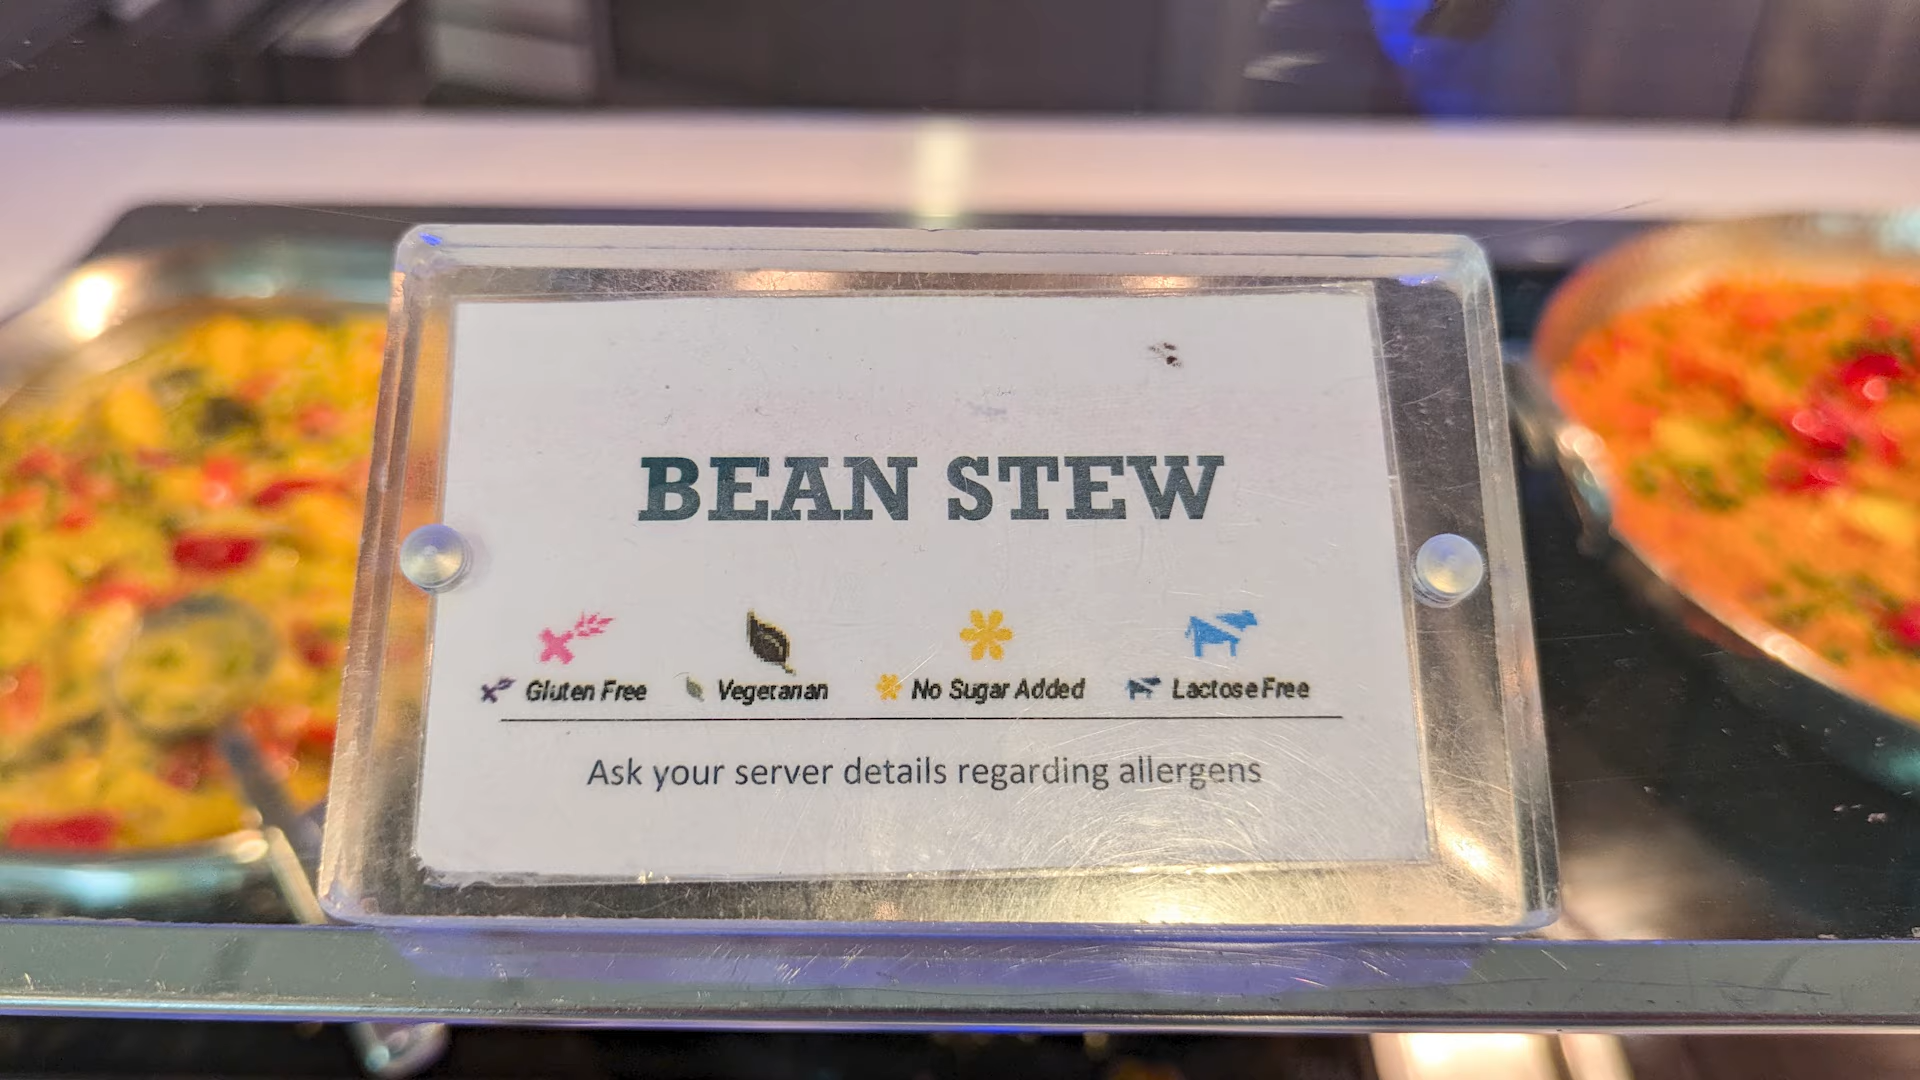 BEAN STEW
Gluten Free Vegetarian No Sugar Added Lactose Free
Ask your server details regarding allergens